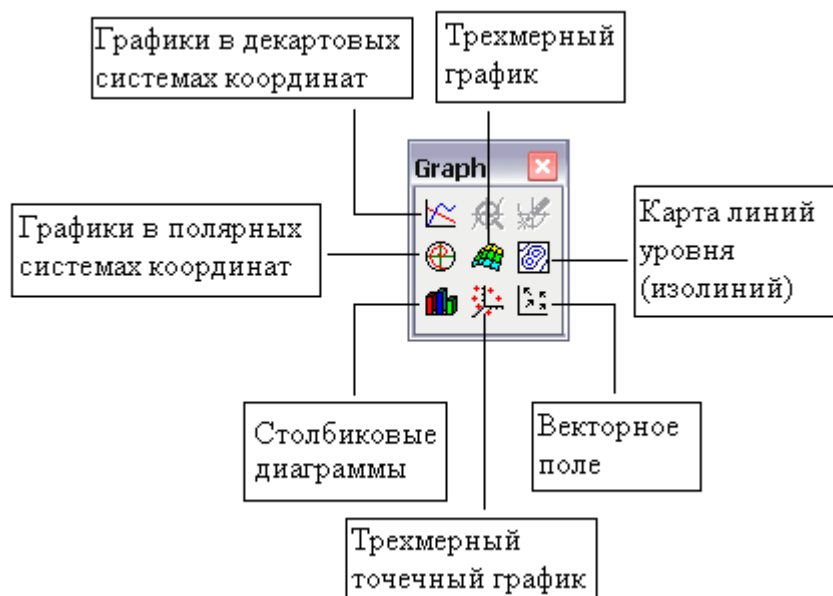 Графики в декартовых
системах координат
Трехмерный
график
Graph
Графики в полярных
системах координат
Карта линий
уровня
(изолиний)
Столбиковые
диаграммы
Векторное
поле
Трехмерный
точечный график